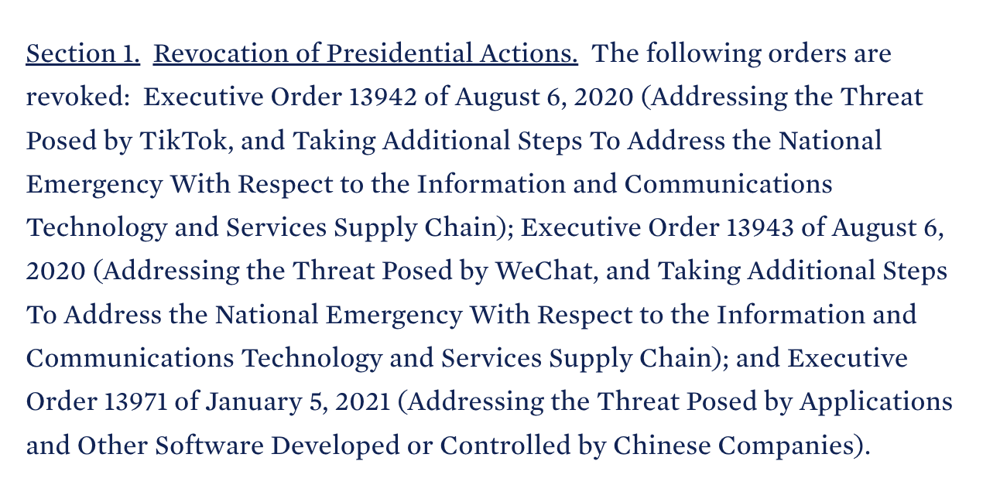 Section 1.  Revocation of Presidential Actions.  The following orders are
revoked:  Executive Order 13942 of August 6, 2020 (Addressing the Threat
Posed by TikTok, and Taking Additional Steps To Address the National
Emergency With Respect to the Information and Communications
Technology and Services Supply Chain); Executive Order 13943 of August 6,
2020 (Addressing the Threat Posed by WeChat, and Taking Additional Steps
To Address the National Emergency With Respect to the Information and
Communications Technology and Services Supply Chain); and Executive
Order 13971 of January 5, 2021 (Addressing the Threat Posed by Applications
and Other Software Developed or Controlled by Chinese Companies).